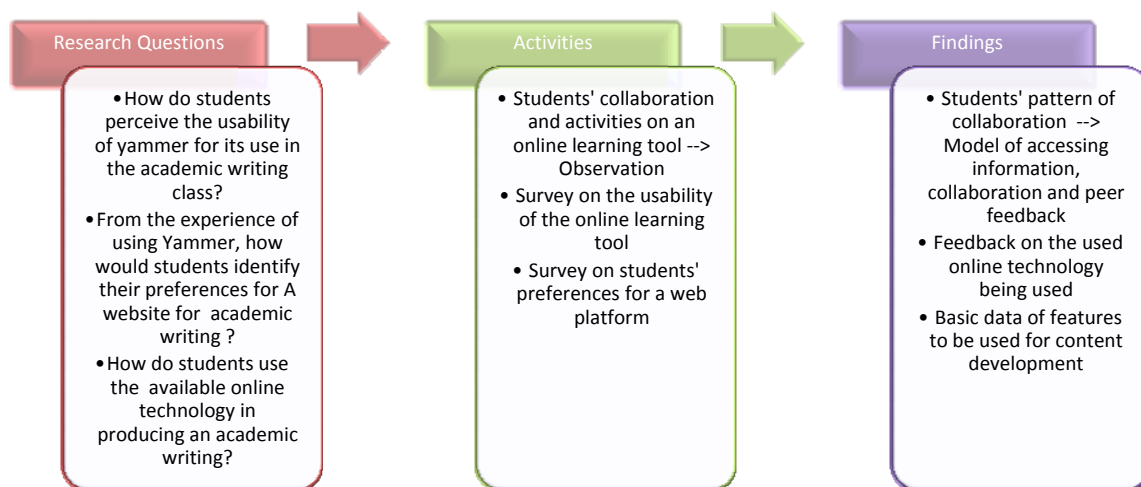 Research Questions
•How do students
perceive the usability
of yammer for its use in
the academic writing
class?
•From the experience of
using Yammer, how
would students identify
their preferences for A
website for academic
writing ?
•How do students use
the available online
technology in
producing an academic
writing?
Activities
• Students' collaboration
and activities on an
online learning tool -->
Observation
• Survey on the usability
of the online learning
tool
• Survey on students'
preferences for a web
platform
Findings
• Students' pattern of
collaboration -->
Model of accessing
information,
collaboration and peer
feedback
• Feedback on the used
online technology
being used
• Basic data of features
to be used for content
development